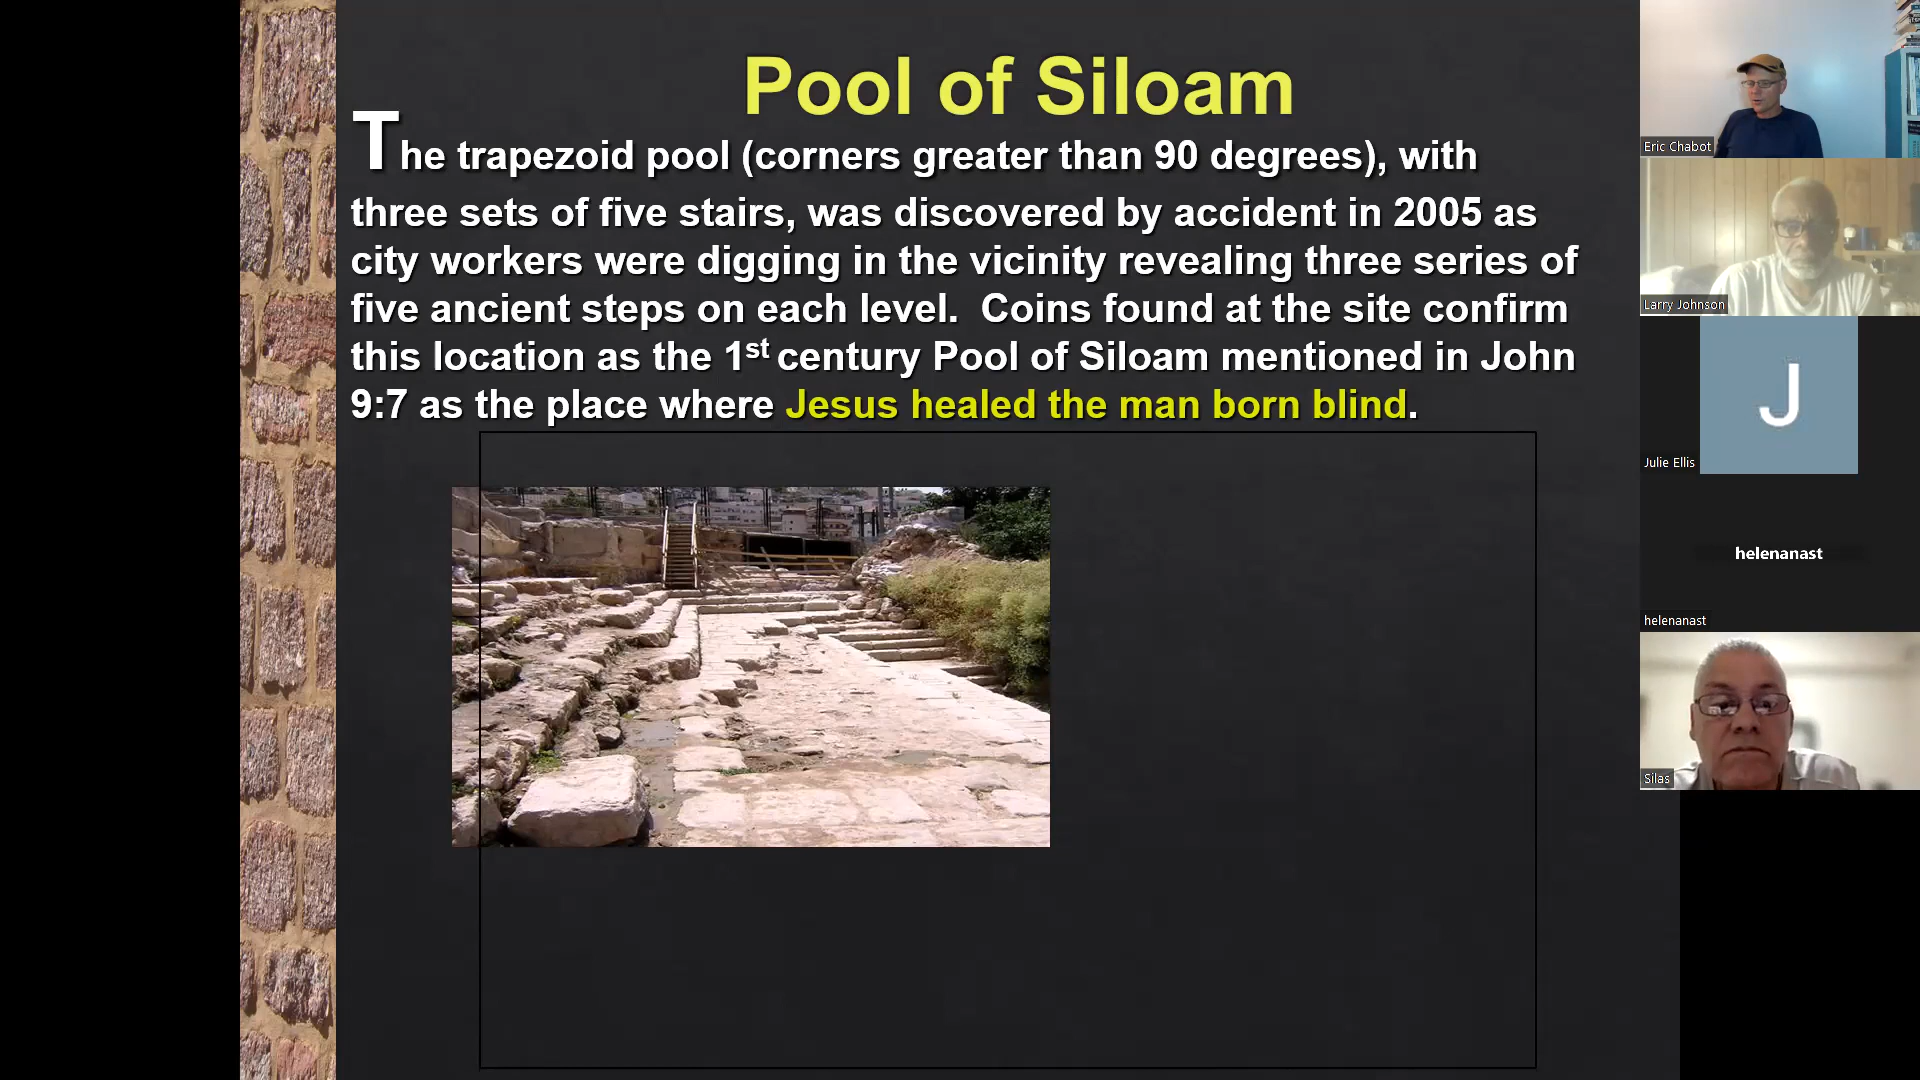 Pool of Siloam
The trapezoid pool (corners greater than 90 degrees), with
three sets of five stairs, was discovered by accident in 2005 as
city workers were digging in the vicinity revealing three series of
five ancient steps on each level.  Coins found at the site confirm
this location as the 1st century Pool of Siloam mentioned in John
9:7 as the place where Jesus healed the man born blind.
Eric Chabot
Larry Johnson
J
Julie Ellis
helenanast
helenanast
Silas